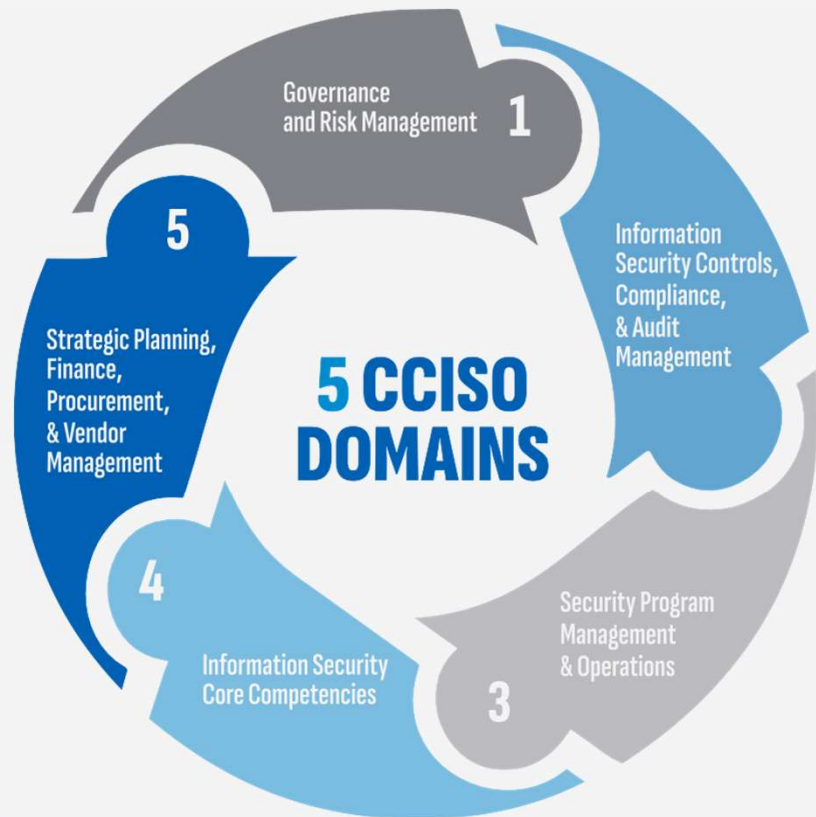 Governance
and Risk Management
1
Information
Security Controls,
Compliance,
& Audit
Management
Security Program
Management
& Operations
3
Information Security
Core Competencies
4
Strategic Planning,
Finance,
Procurement,
& Vendor
Management
5
5 CCISO
DOMAINS